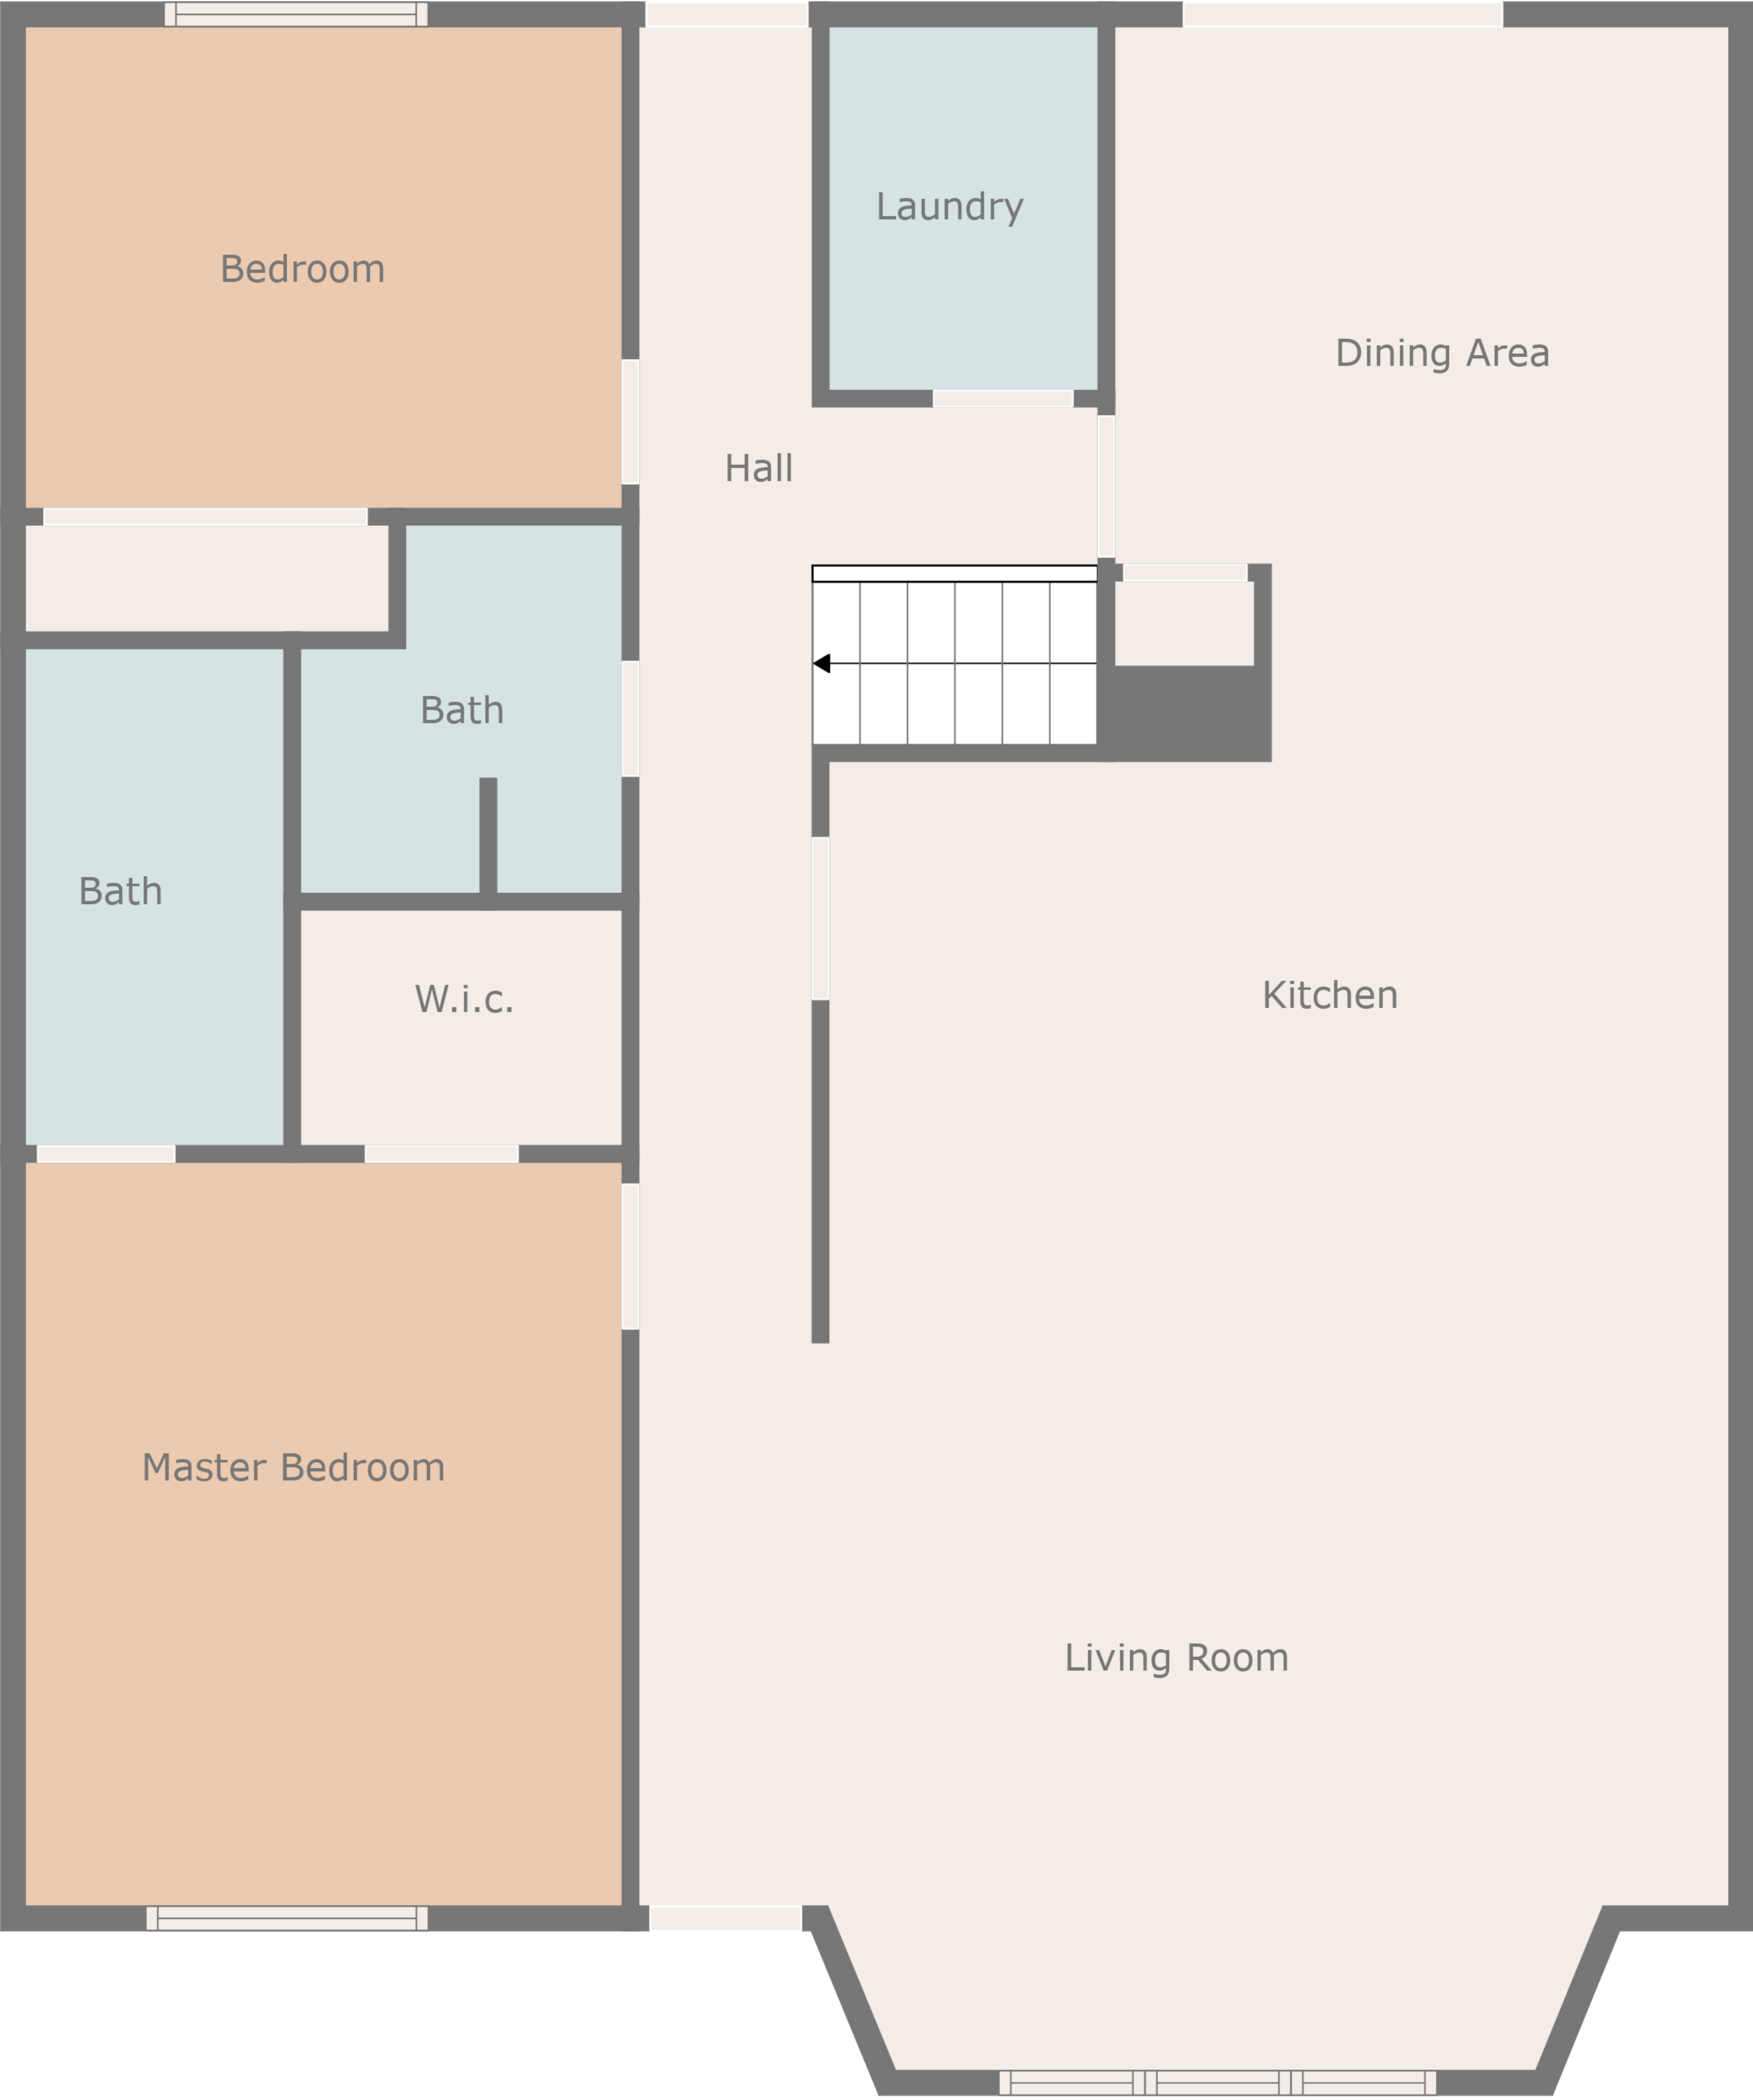 Laundry
Bedroom
Dining Area
Hall
Bath
Bath
W.i.c.
Kitchen
Master Bedroom
Living Room